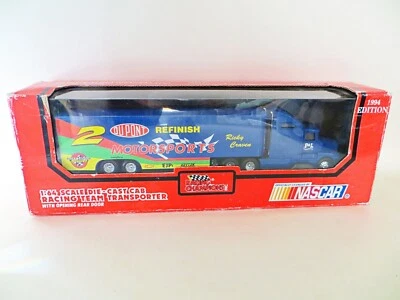 1994
EDITION
2
DUPONT
REFINISH
MOTORSPORTS
Ricky
Craven
1:64 SCALE DIE-CAST CAB
RACING TEAM TRANSPORTER
WITH OPENING REAR DOOR
RACING
CHAMPIONS
NASCAR